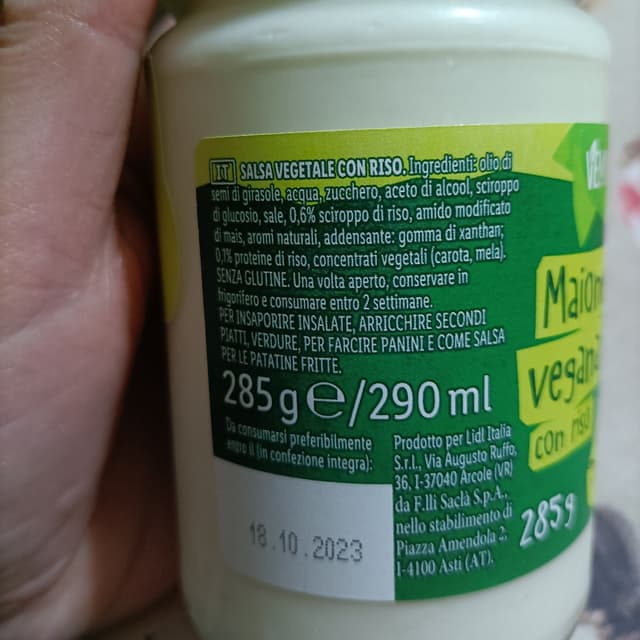 IT SALSA VEGETALE CON RISO. Ingredienti: olio di
semi di girasole, acqua, zucchero, aceto di alcool, sciroppo
di glucosio, sale, 0,6% sciroppo di riso, amido modificato
di mais, aromi naturali, addensante: gomma di xanthan;
0,1% proteine di riso, concentrati vegetali (carota, mela).
SENZA GLUTINE. Una volta aperto, conservare in
frigorifero e consumare entro 2 settimane.
PER INSAPORIRE INSALATE, ARRICCHIRE SECONDI
PIATTI, VERDURE, PER FARCIRE PANINI E COME SALSA
PER LE PATATINE FRITTE.
285 g e/290 ml
Da consumarsi preferibilmente
entro il (in confezione integra):
18.10.2023
Prodotto per Lidl Italia
S.r.l., Via Augusto Ruffo,
36, I-37040 Arcole (VR)
da F.lli Saclà S.p.A.,
nello stabilimento di
Piazza Amendola 2,
I-4100 Asti (AT).
Maion
vegana
con riso
285g